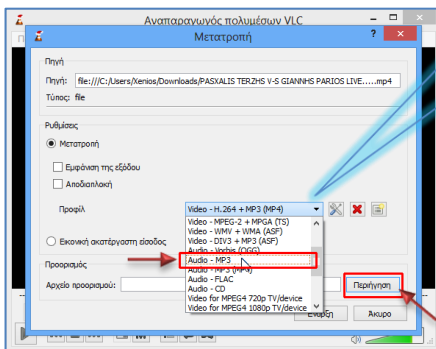 Αναπαραγωγός πολυμέσων VLC
Μετατροπή
Πηγή
Πηγή: file:///C:/Users/Xenios/Downloads/PASXALIS TERZHS V-S GIANNHS PARIOS LIVE.....mp4
Τύπος: file
Ρυθμίσεις
Μετατροπή
Εμφάνιση της εξόδου
Αποδιαπλοκή
Προφίλ Video - H.264 + MP3 (MP4)
Video - MPEG-2 + MPGA (TS)
Video - WMV + WMA (ASF)
Video - DIV3 + MP3 (ASF)
Εικονική ακατέργαστη είσοδος Audio - Vorbis (OGG)
Προορισμός Audio - MP3
Audio - MP3 (MP4)
Αρχείο προορισμού: Audio - FLAC Περιήγηση
Audio - CD
Video for MPEG4 720p TV/device
Video for MPEG4 1080p TV/device
Έναρξη Άκυρο